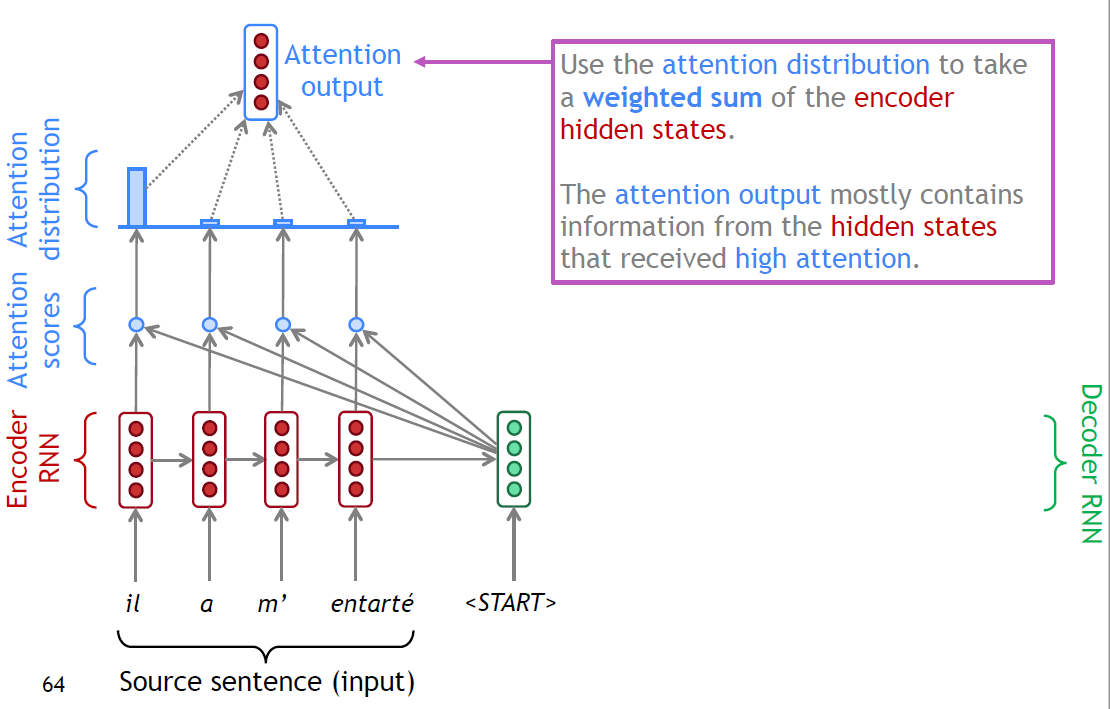 Attention
output
Use the attention distribution to take
a weighted sum of the encoder
hidden states.
The attention output mostly contains
information from the hidden states
that received high attention.
Attention
distribution
Attention
scores
Encoder
RNN
Decoder RNN
il a m’ entarté <START>
Source sentence (input)
64